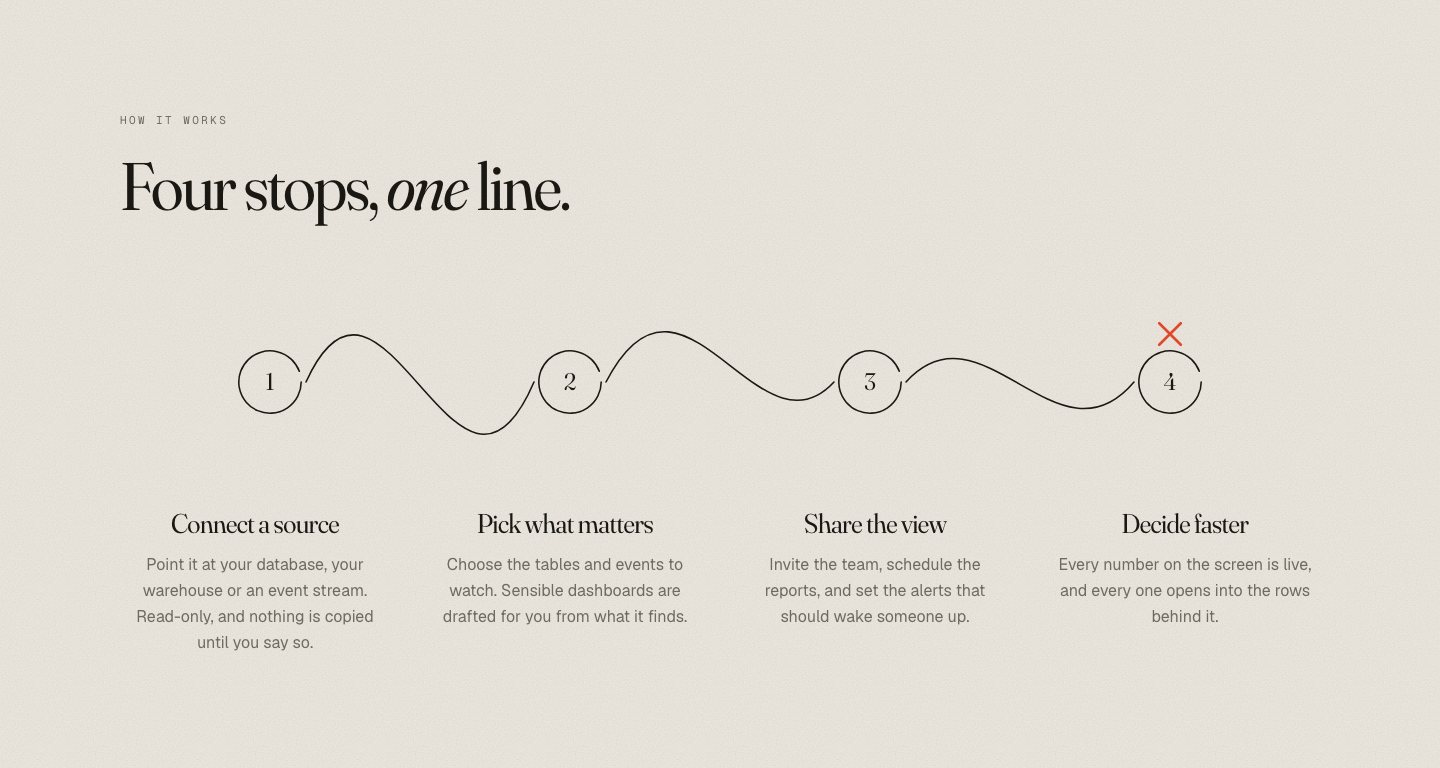 HOW IT WORKS
Four stops, one line.
1
2
3
4
Connect a source
Point it at your database, your
warehouse or an event stream.
Read-only, and nothing is copied
until you say so.
Pick what matters
Choose the tables and events to
watch. Sensible dashboards are
drafted for you from what it finds.
Share the view
Invite the team, schedule the
reports, and set the alerts that
should wake someone up.
Decide faster
Every number on the screen is live,
and every one opens into the rows
behind it.